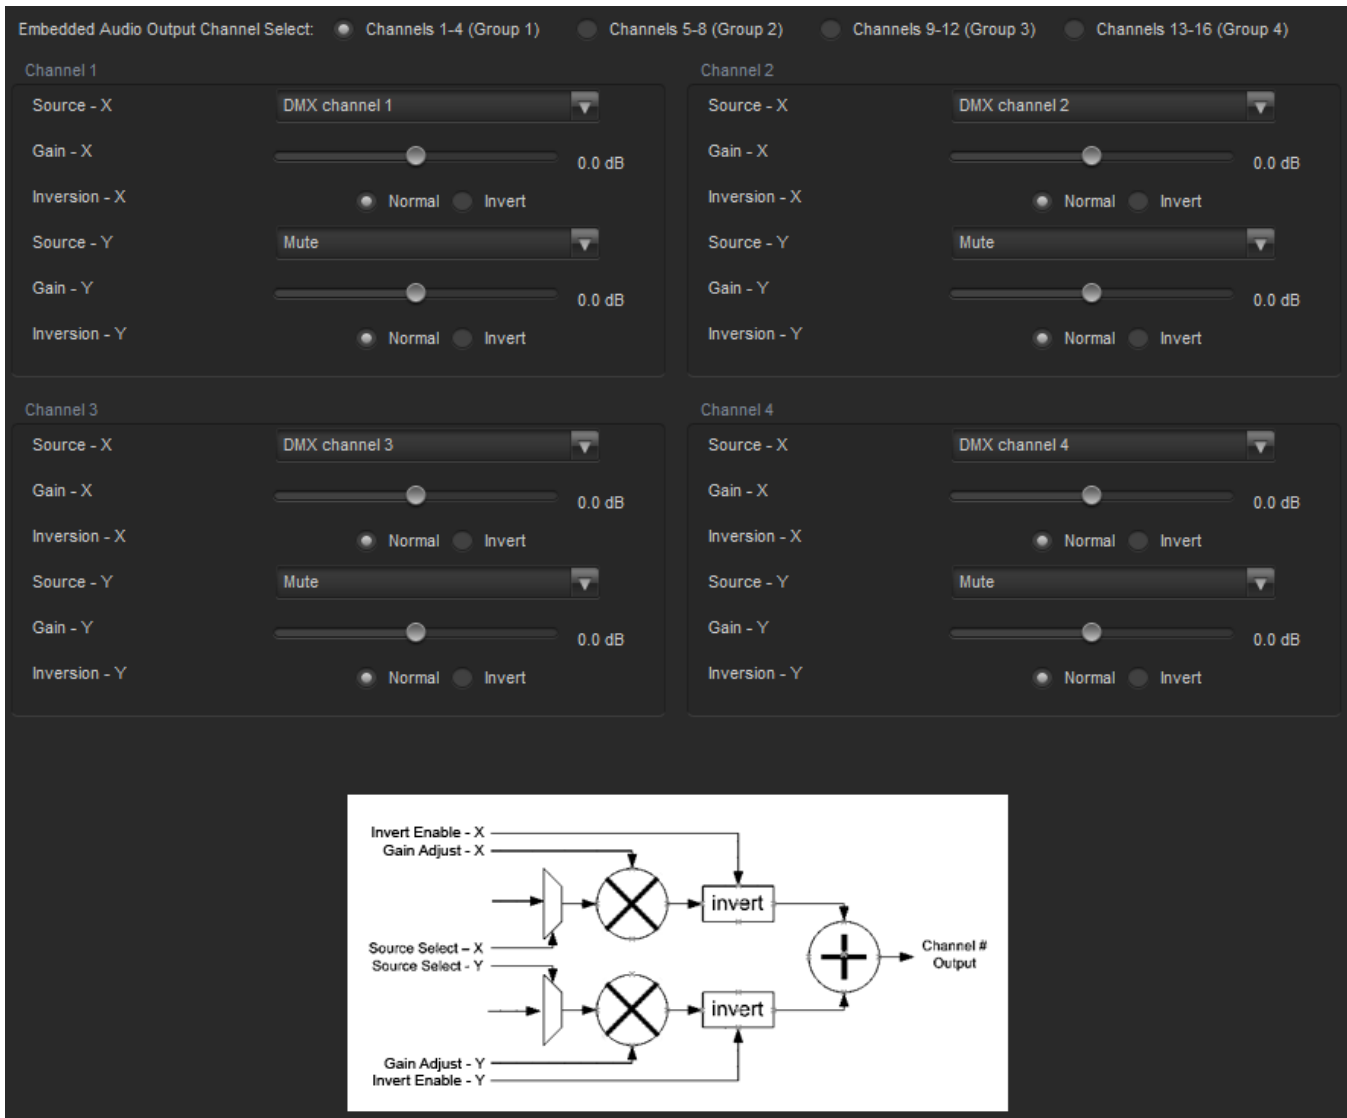 Embedded Audio Output Channel Select: Channels 1-4 (Group 1) Channels 5-8 (Group 2) Channels 9-12 (Group 3) Channels 13-16 (Group 4)
Channel 1
Source - X DMX channel 1
Gain - X 0.0 dB
Inversion - X Normal Invert
Source - Y Mute
Gain - Y 0.0 dB
Inversion - Y Normal Invert
Channel 2
Source - X DMX channel 2
Gain - X 0.0 dB
Inversion - X Normal Invert
Source - Y Mute
Gain - Y 0.0 dB
Inversion - Y Normal Invert
Channel 3
Source - X DMX channel 3
Gain - X 0.0 dB
Inversion - X Normal Invert
Source - Y Mute
Gain - Y 0.0 dB
Inversion - Y Normal Invert
Channel 4
Source - X DMX channel 4
Gain - X 0.0 dB
Inversion - X Normal Invert
Source - Y Mute
Gain - Y 0.0 dB
Inversion - Y Normal Invert
Invert Enable - X
Gain Adjust - X
invert
Source Select – X
Source Select - Y
Channel #
Output
invert
Gain Adjust - Y
Invert Enable - Y